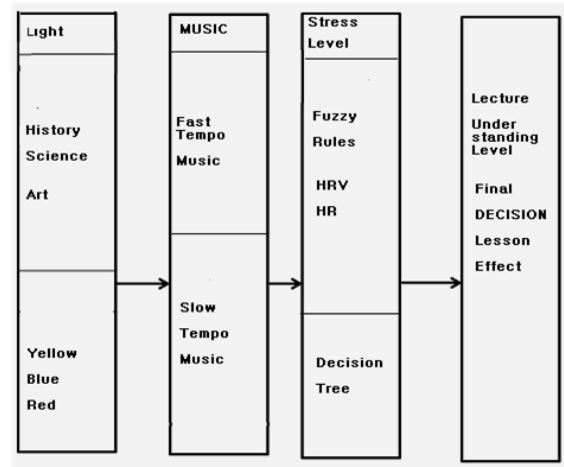 Light
History
Science
Art
Yellow
Blue
Red
MUSIC
Fast
Tempo
Music
Slow
Tempo
Music
Stress
Level
Fuzzy
Rules
HRV
HR
Decision
Tree
Lecture
Under
standing
Level
Final
DECISION
Lesson
Effect